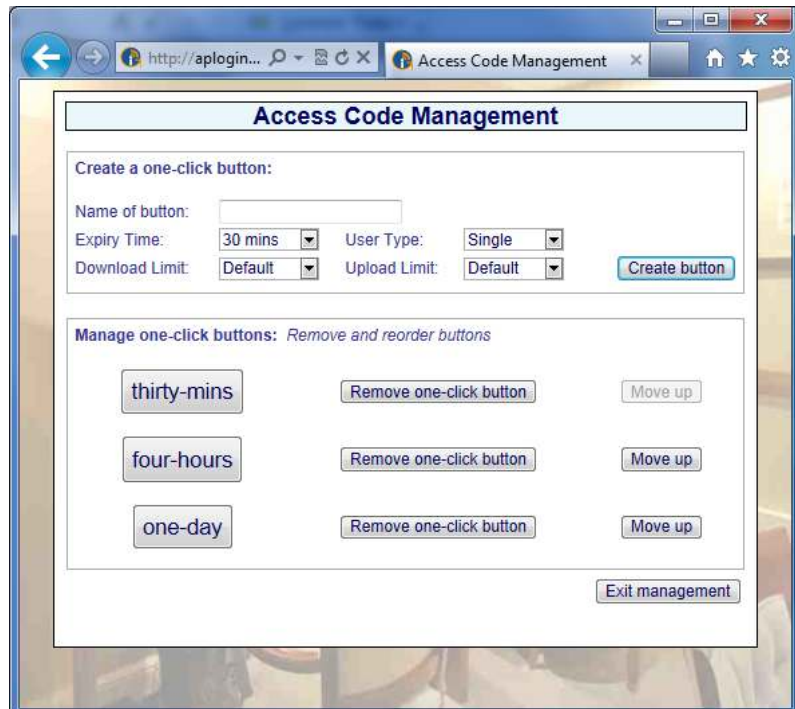 http://aplogin...
Access Code Management
Access Code Management
Create a one-click button:
Name of button:
Expiry Time: 30 mins User Type: Single
Download Limit: Default Upload Limit: Default Create button
Manage one-click buttons: Remove and reorder buttons
thirty-mins Remove one-click button Move up
four-hours Remove one-click button Move up
one-day Remove one-click button Move up
Exit management